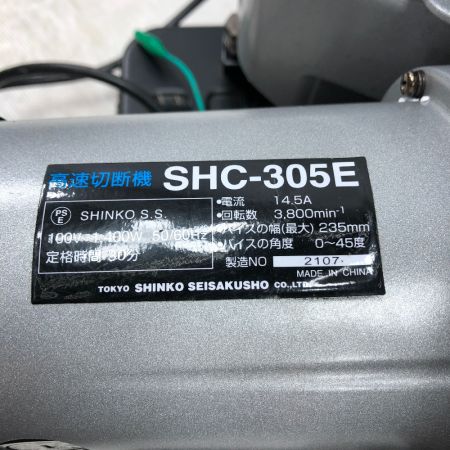 高速切断機 SHC-305E
PS E SHINKO S.S.
100V 1,400W 50/60HZ
定格時間 30分
•電流 14.5A
•回転数 3,800min-1
•バイスの幅(最大) 235mm
•バイスの角度 0〜45度
製造NO 2107
MADE IN CHINA
TOKYO SHINKO SEISAKUSHO CO.,LTD.